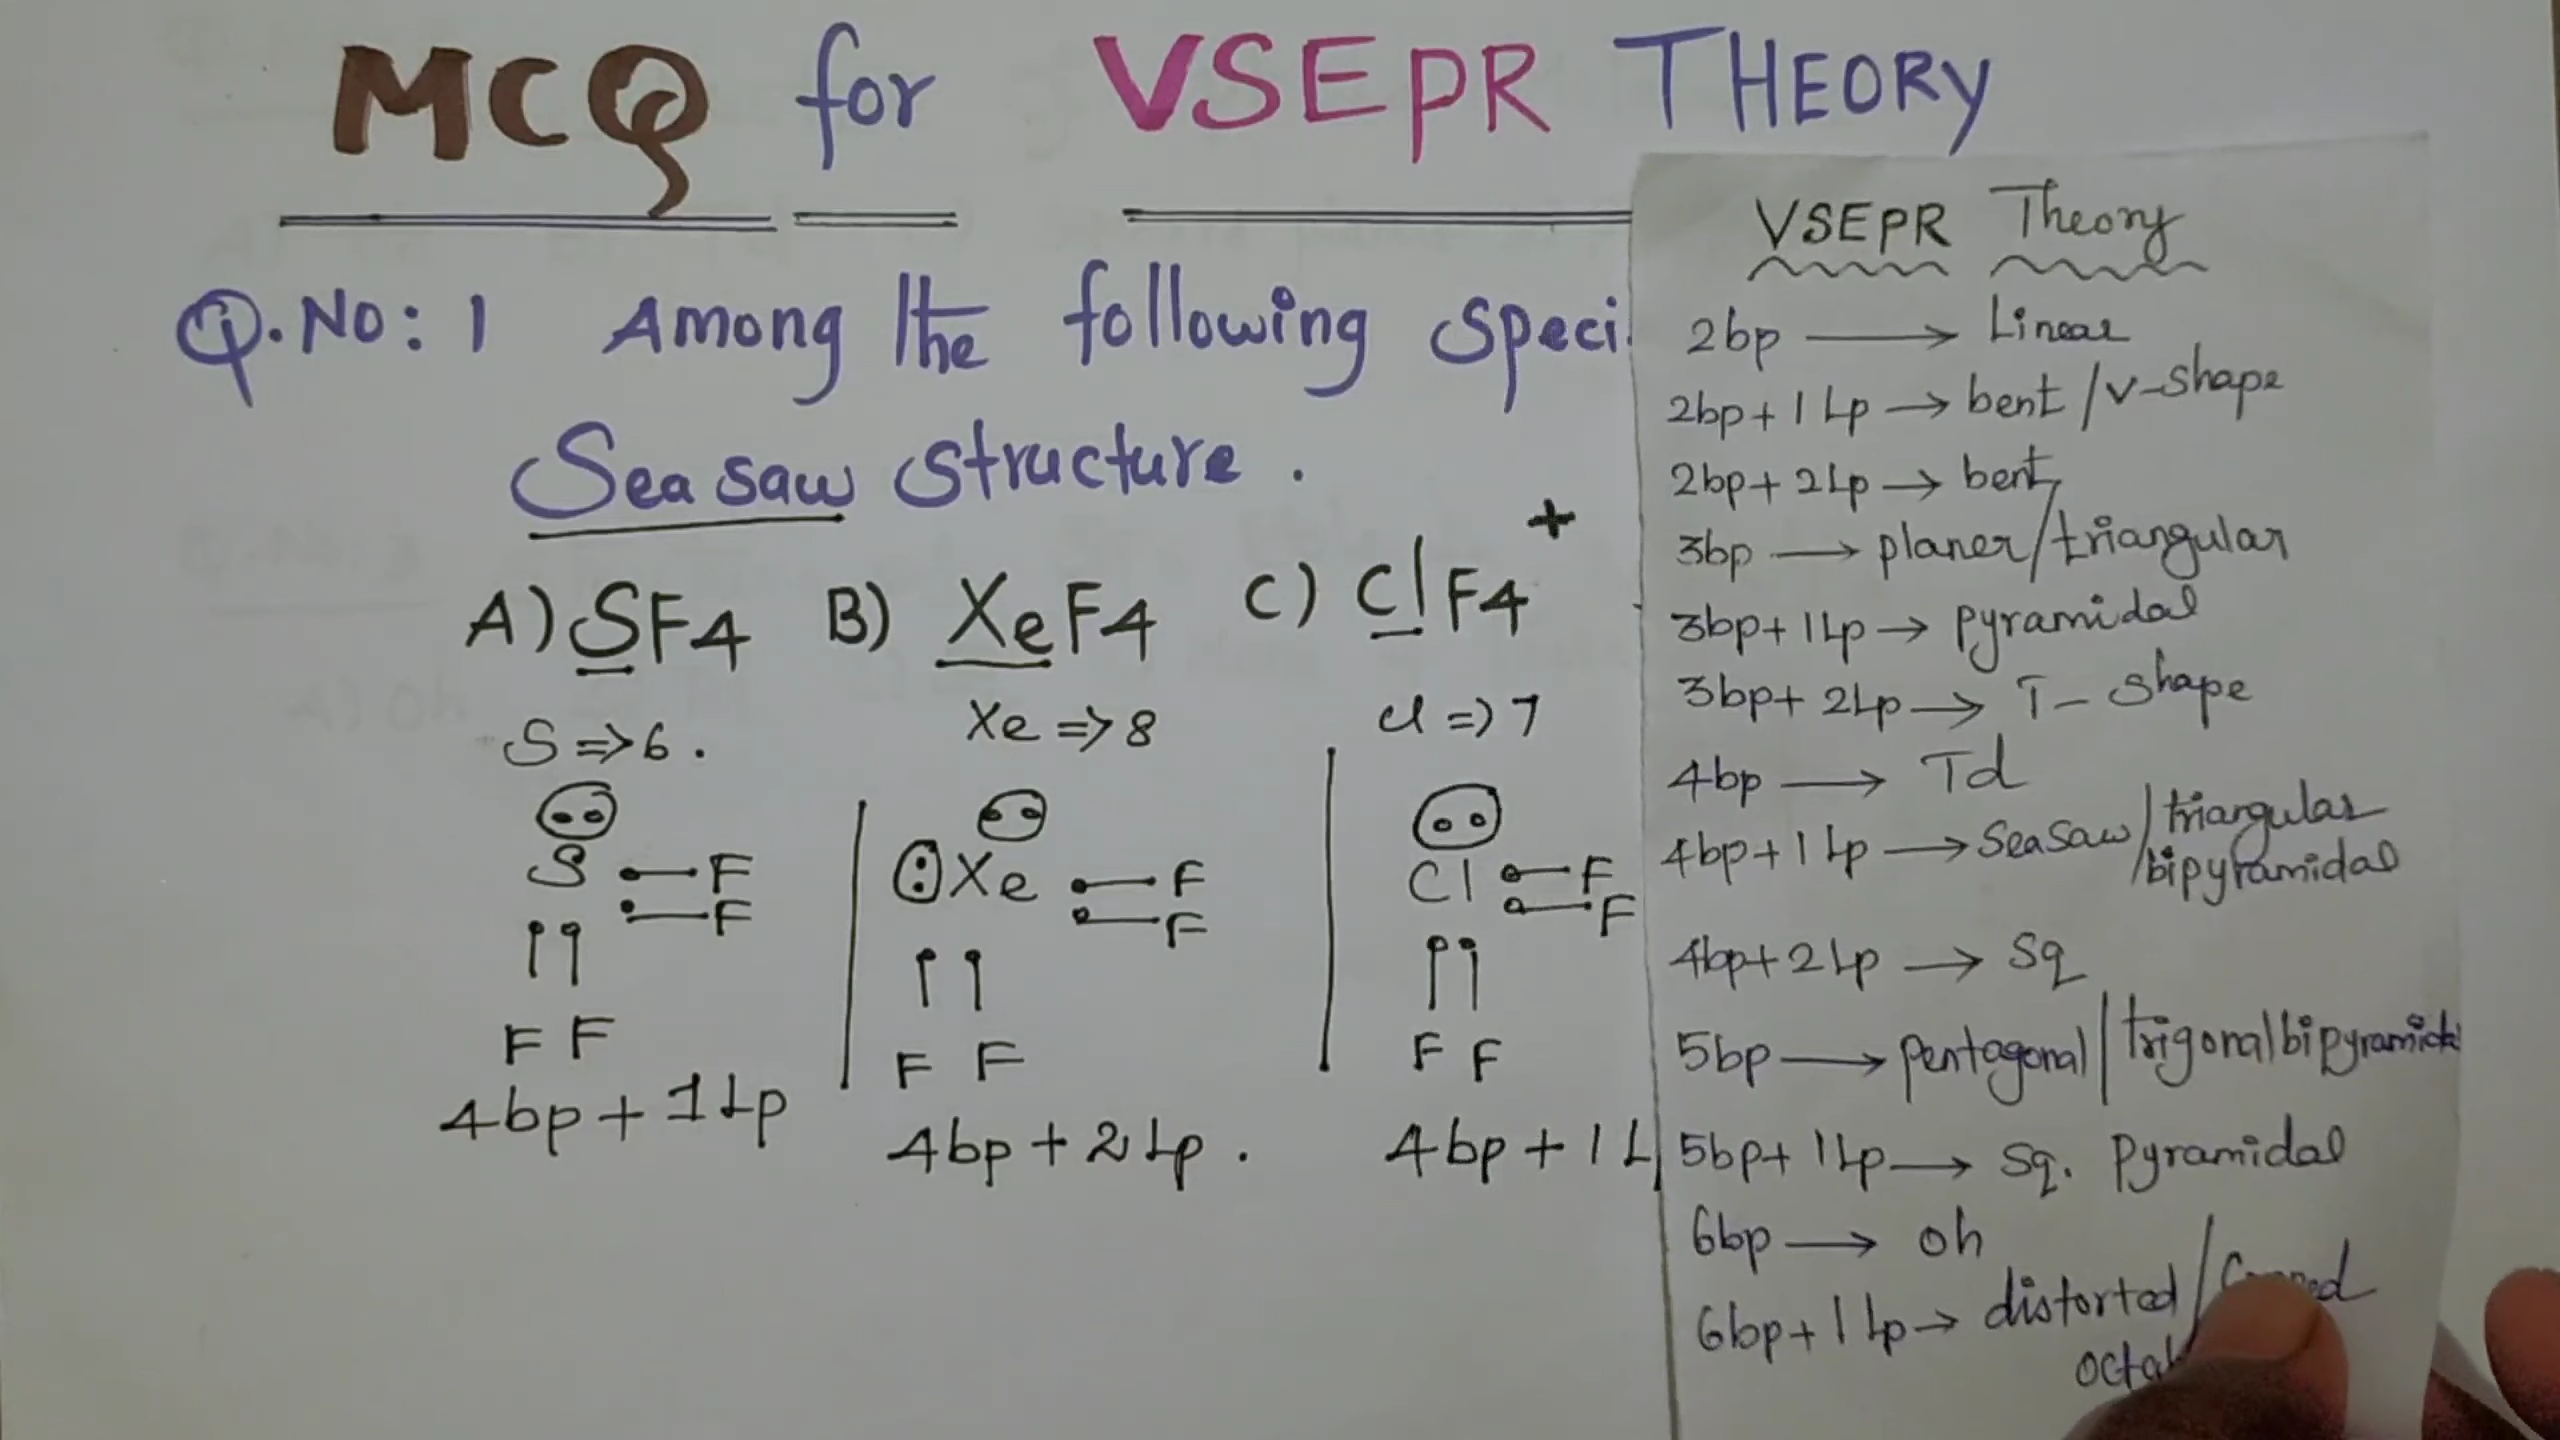 MCQ for VSEPR THEORY
Q.No: 1 Among the following speci
Seasaw structure .
A) SF4 B) XeF4 C) ClF4 +
S => 6 .
Xe => 8
Cl => 7
S F
F
F F
4bp + 1Lp
Xe F
F
F F
4bp + 2Lp .
Cl F
F
F F
4bp + 1L
VSEPR Theory
2bp → Linear
2bp + 1Lp → bent / v-shape
2bp + 2Lp → bent
3bp → planer/triangular
3bp + 1Lp → pyramidal
3bp + 2Lp → T-shape
4bp → Td
4bp + 1Lp → Seasaw / triangular
bipyramidal
4bp + 2Lp → Sq
5bp → pentagonal / trigonalbipyramid
5bp + 1Lp → Sq. Pyramidal
6bp → Oh
6bp + 1Lp → distorted /
octa